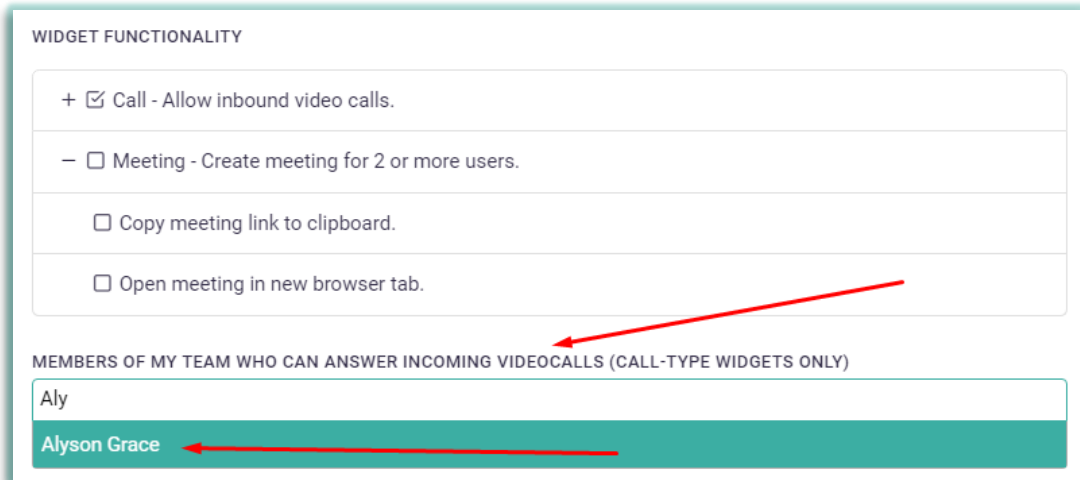 WIDGET FUNCTIONALITY
+ Call - Allow inbound video calls.
− Meeting - Create meeting for 2 or more users.
Copy meeting link to clipboard.
Open meeting in new browser tab.
MEMBERS OF MY TEAM WHO CAN ANSWER INCOMING VIDEOCALLS (CALL-TYPE WIDGETS ONLY)
Aly
Alyson Grace